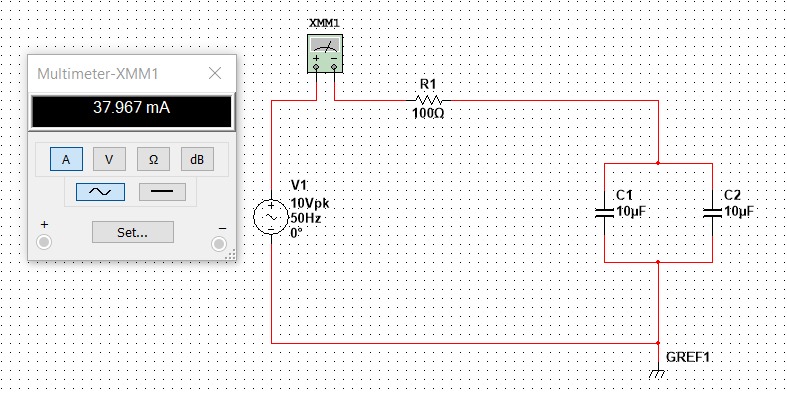 XMM1
Multimeter-XMM1
37.967 mA
A V Ω dB
+ −
Set...
+ −
R1
100Ω
V1
10Vpk
50Hz
0°
+
−
C1
10µF
C2
10µF
GREF1